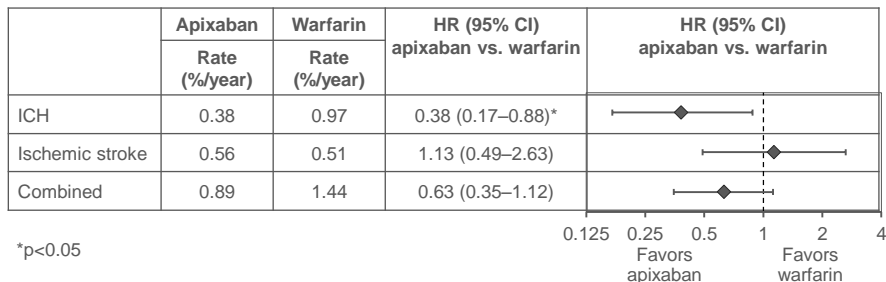 Apixaban Warfarin HR (95% CI) HR (95% CI)
apixaban vs. warfarin apixaban vs. warfarin
Rate Rate
(%/year) (%/year)
ICH 0.38 0.97 0.38 (0.17–0.88)*
Ischemic stroke 0.56 0.51 1.13 (0.49–2.63)
Combined 0.89 1.44 0.63 (0.35–1.12)
0.125 0.25 0.5 1 2 4
*p<0.05
Favors Favors
apixaban warfarin